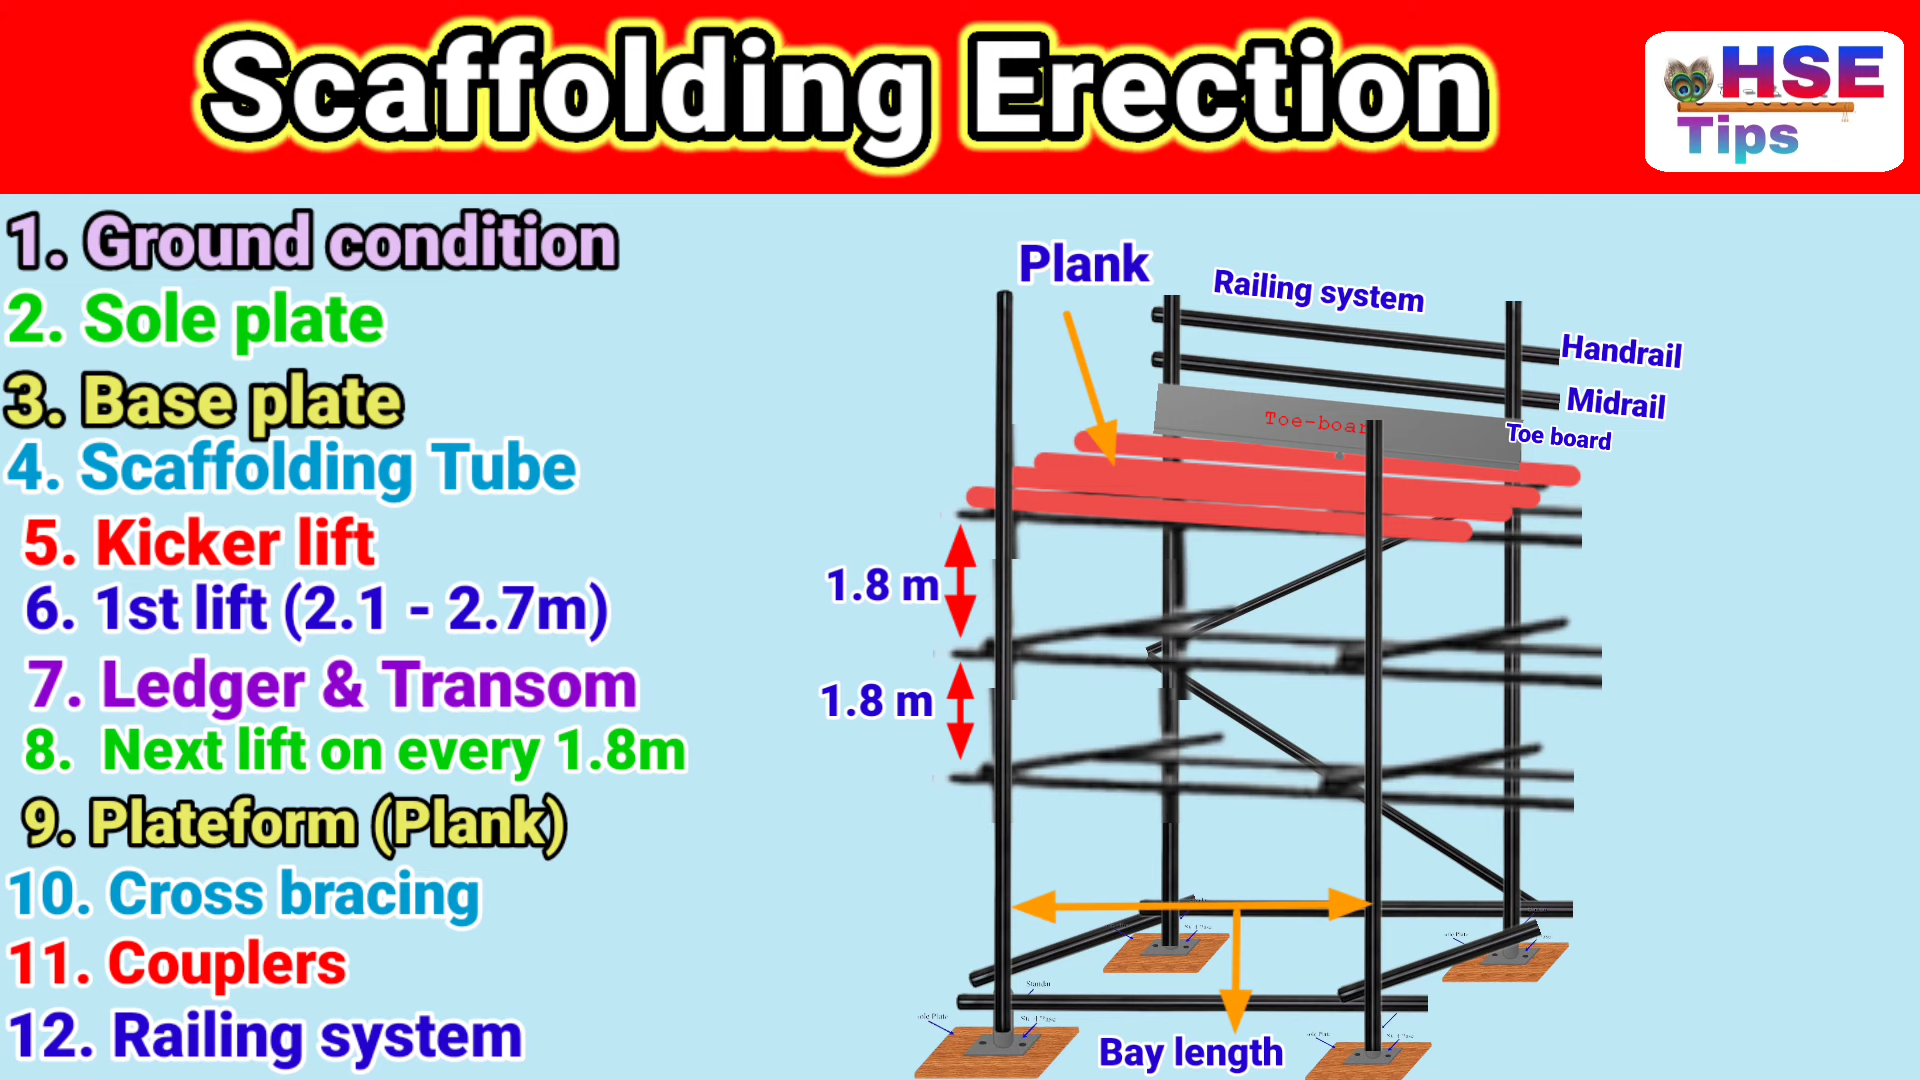 Scaffolding Erection
HSE
Tips
1. Ground condition
2. Sole plate
3. Base plate
4. Scaffolding Tube
5. Kicker lift
6. 1st lift (2.1 - 2.7m)
7. Ledger & Transom
8. Next lift on every 1.8m
9. Plateform (Plank)
10. Cross bracing
11. Couplers
12. Railing system
Plank
Railing system
Handrail
Midrail
Toe-boar
Toe board
1.8 m
1.8 m
Bay length